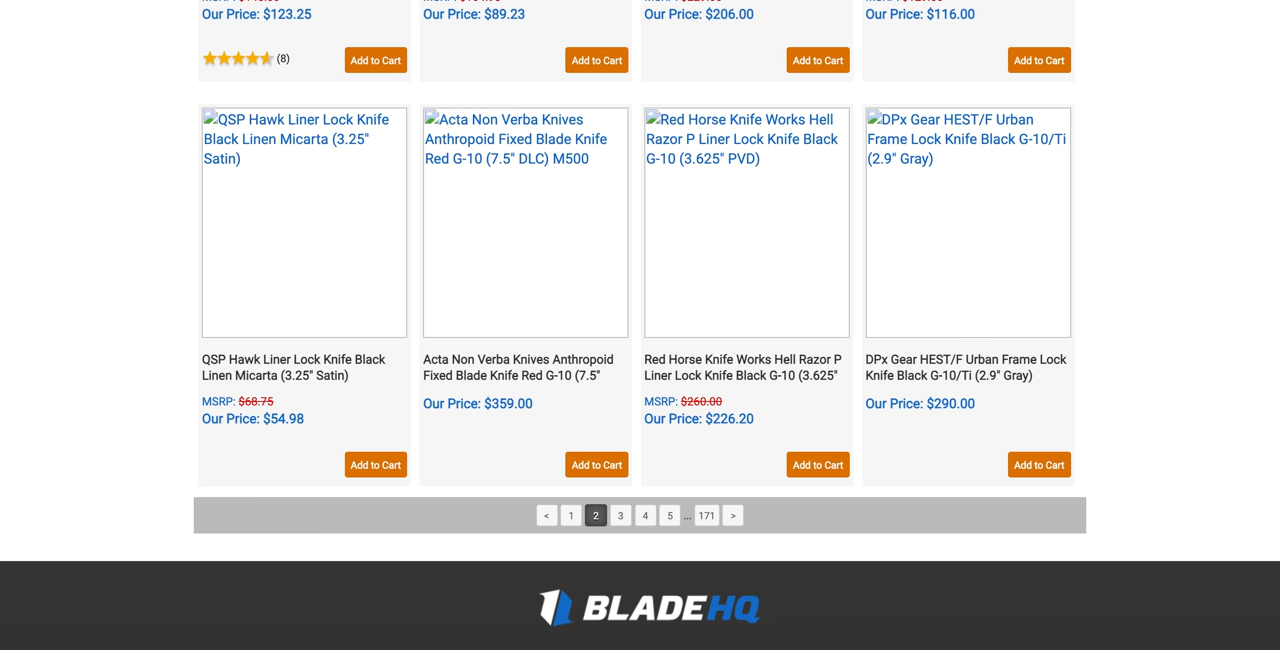 Our Price: $123.25
Our Price: $89.23
Our Price: $206.00
Our Price: $116.00
(8)
Add to Cart
Add to Cart
Add to Cart
Add to Cart
QSP Hawk Liner Lock Knife
Black Linen Micarta (3.25"
Satin)
Acta Non Verba Knives
Anthropoid Fixed Blade Knife
Red G-10 (7.5" DLC) M500
Red Horse Knife Works Hell
Razor P Liner Lock Knife Black
G-10 (3.625" PVD)
DPx Gear HEST/F Urban
Frame Lock Knife Black G-10/Ti
(2.9" Gray)
QSP Hawk Liner Lock Knife Black
Linen Micarta (3.25" Satin)
MSRP: $68.75
Our Price: $54.98
Add to Cart
Acta Non Verba Knives Anthropoid
Fixed Blade Knife Red G-10 (7.5"
Our Price: $359.00
Add to Cart
Red Horse Knife Works Hell Razor P
Liner Lock Knife Black G-10 (3.625"
MSRP: $260.00
Our Price: $226.20
Add to Cart
DPx Gear HEST/F Urban Frame Lock
Knife Black G-10/Ti (2.9" Gray)
Our Price: $290.00
Add to Cart
< 1 2 3 4 5 ... 171 >
BLADEHQ